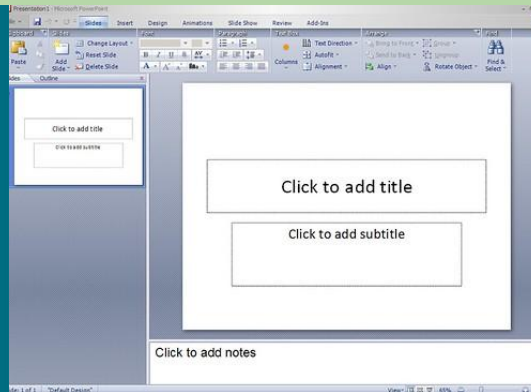 Presentation1 - Microsoft PowerPoint
Slides Insert Design Animations Slide Show Review Add-Ins
Clipboard Slides Font Paragraph Text Box Arrange Find
Paste
Add Slide
Change Layout
Reset Slide
Delete Slide
B I U S
A
Columns
Text Direction
Autofit
Alignment
Bring to Front
Send to Back
Align
Group
Ungroup
Rotate Object
Find & Select
Outline
Click to add title
Click to add subtitle
Click to add title
Click to add subtitle
Click to add notes
1 of 1 "Default Design" View: 65%